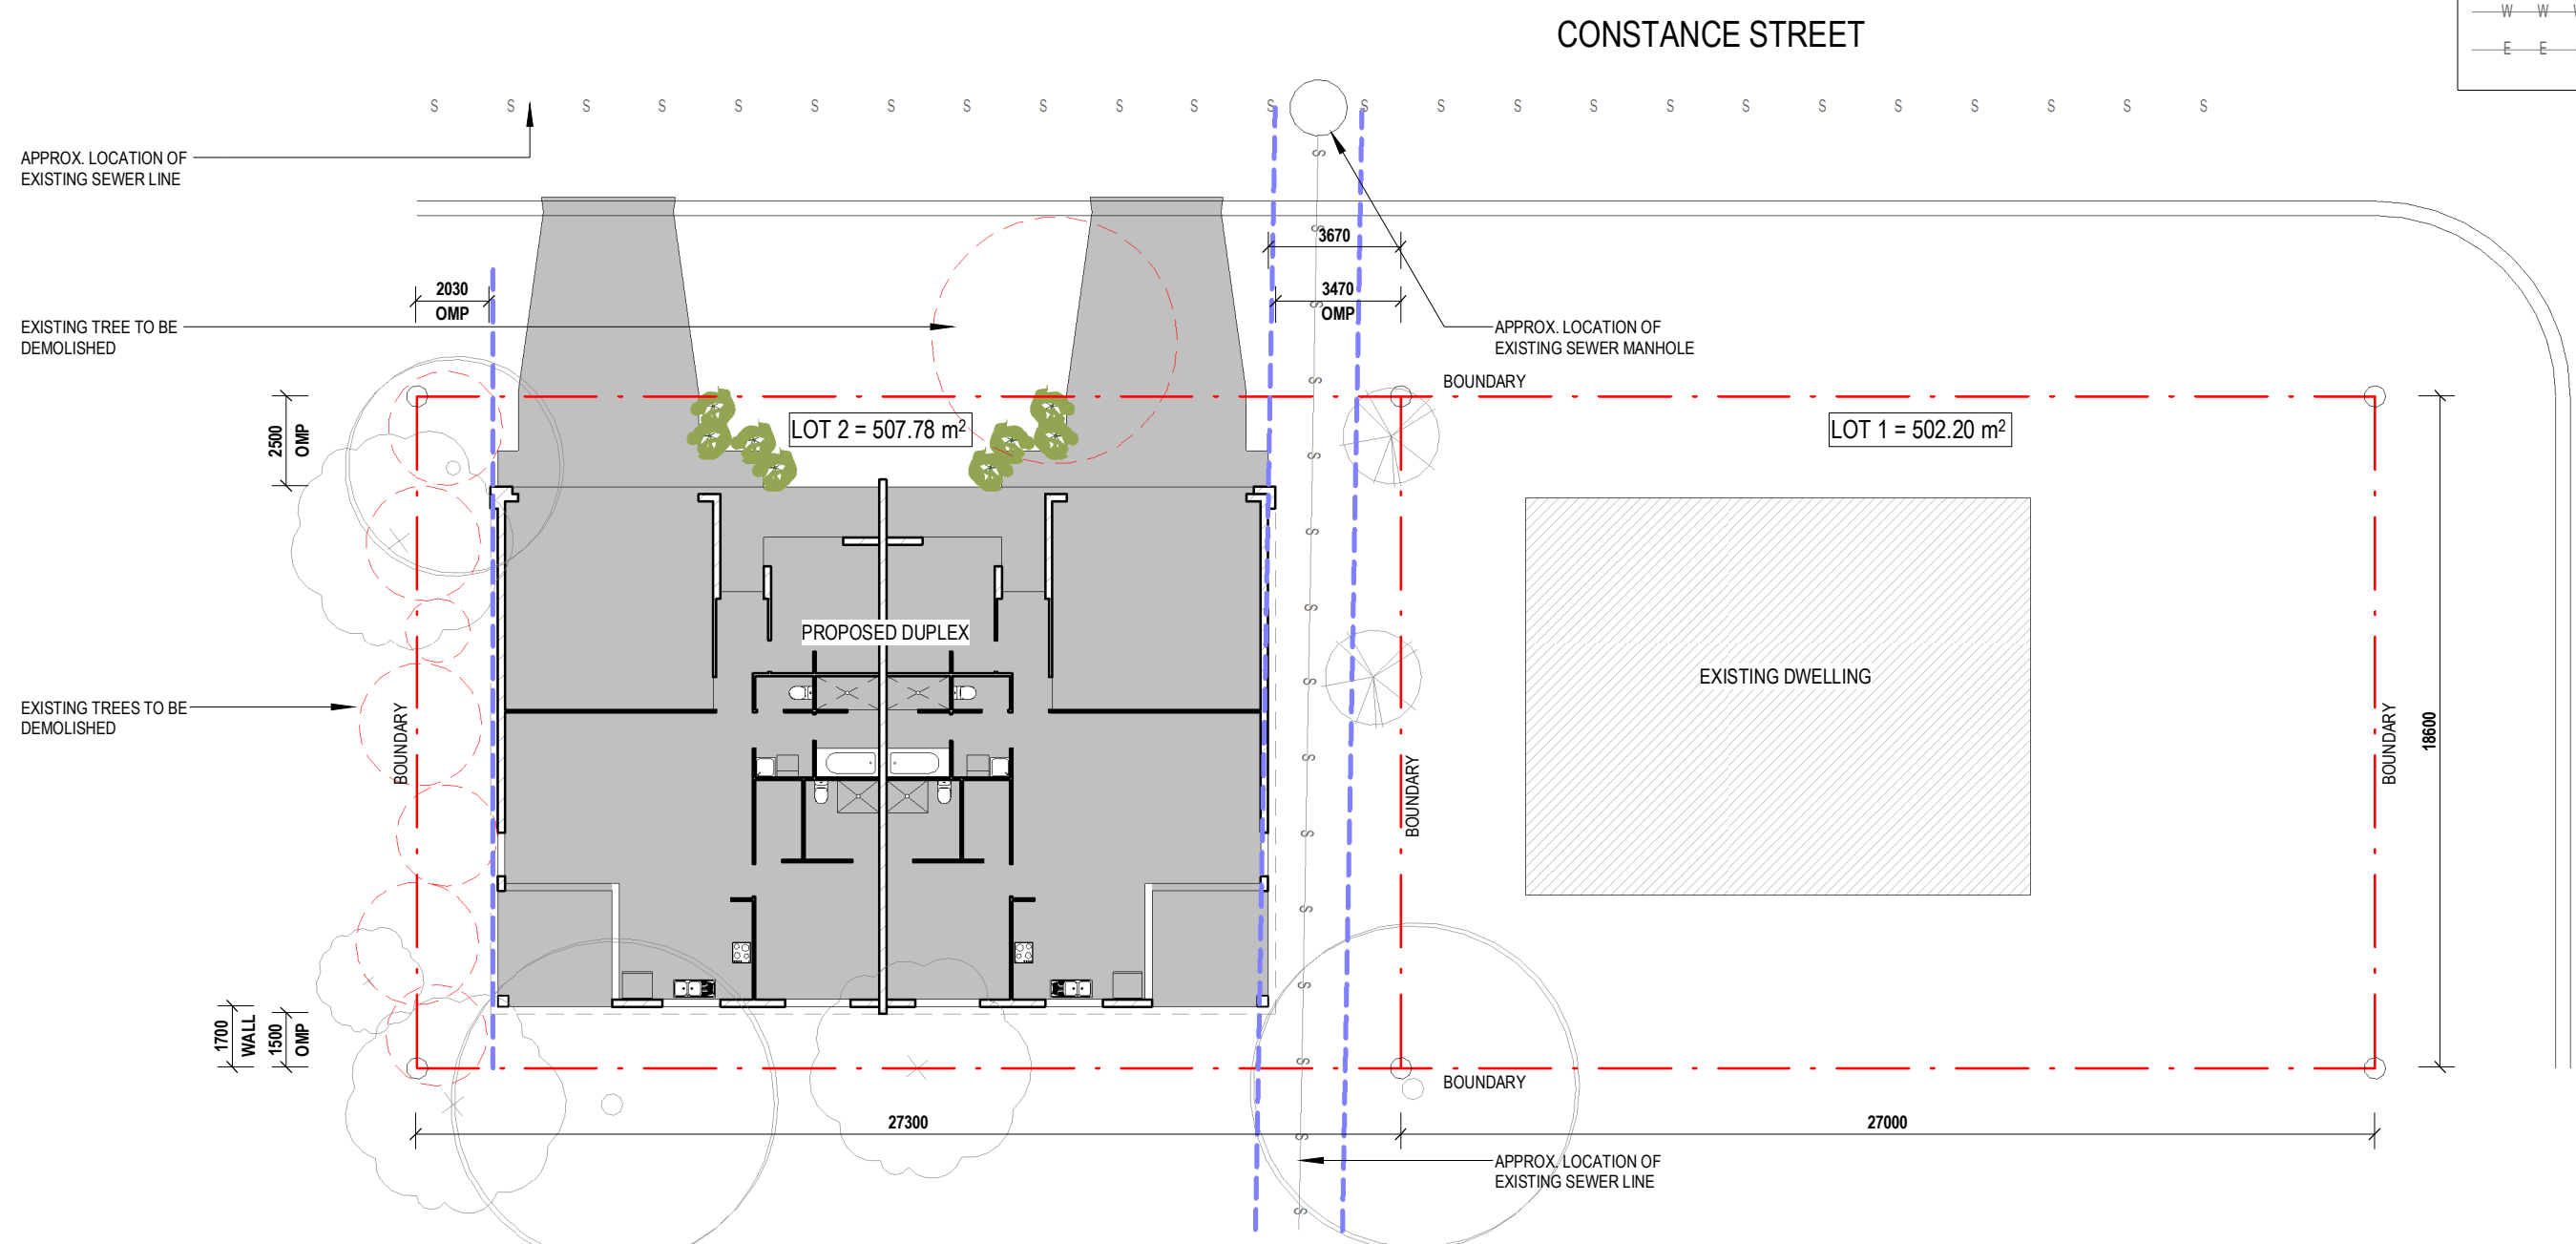 CONSTANCE STREET
W W
E E
S S S S S S S S S S S S S S S S S S S S S S S S
APPROX. LOCATION OF
EXISTING SEWER LINE
S
S
3670
2030
OMP
3470
OMP
S
EXISTING TREE TO BE
DEMOLISHED
APPROX. LOCATION OF
EXISTING SEWER MANHOLE
S
BOUNDARY
2500
OMP
LOT 2 = 507.78 m²
LOT 1 = 502.20 m²
S
S
S
PROPOSED DUPLEX
EXISTING DWELLING
S
EXISTING TREES TO BE
DEMOLISHED
BOUNDARY
BOUNDARY
BOUNDARY
18600
S
S
S
S
1700
WALL
1500
OMP
S
BOUNDARY
27300
27000
S
APPROX. LOCATION OF
EXISTING SEWER LINE
S